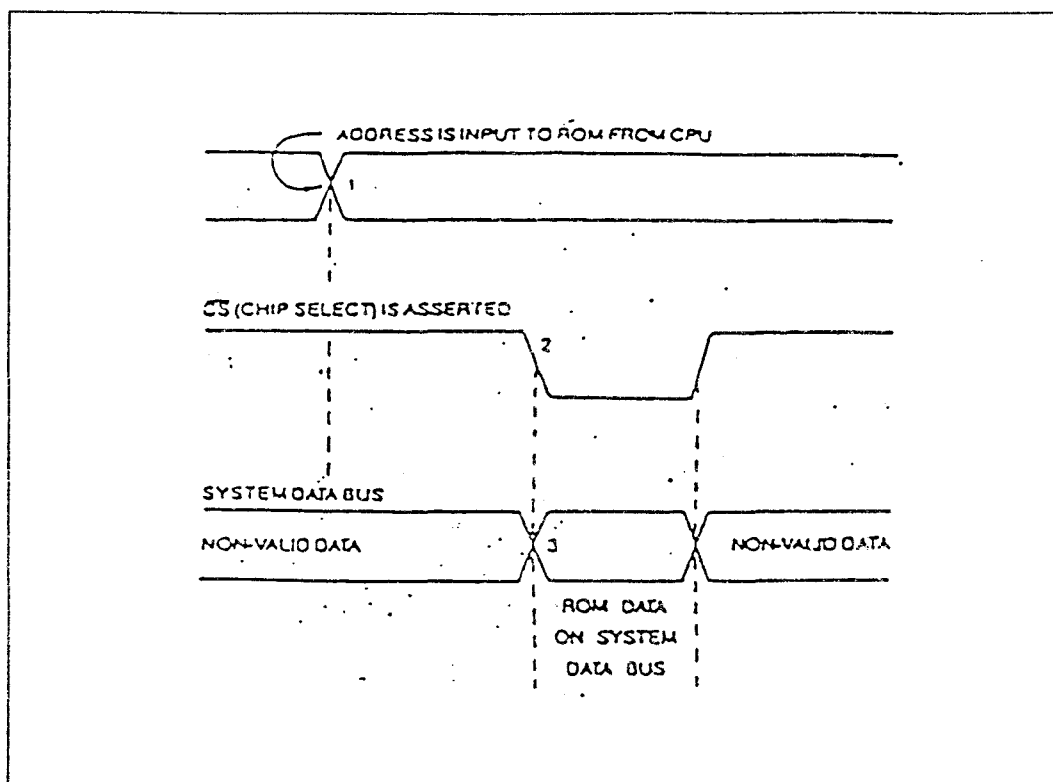 ADDRESS IS INPUT TO ROM FROM CPU
1
C̅S̅ (CHIP SELECT) IS ASSERTED
2
SYSTEM DATA BUS
NON-VALID DATA
3
NON-VALID DATA
ROM DATA
ON SYSTEM
DATA BUS